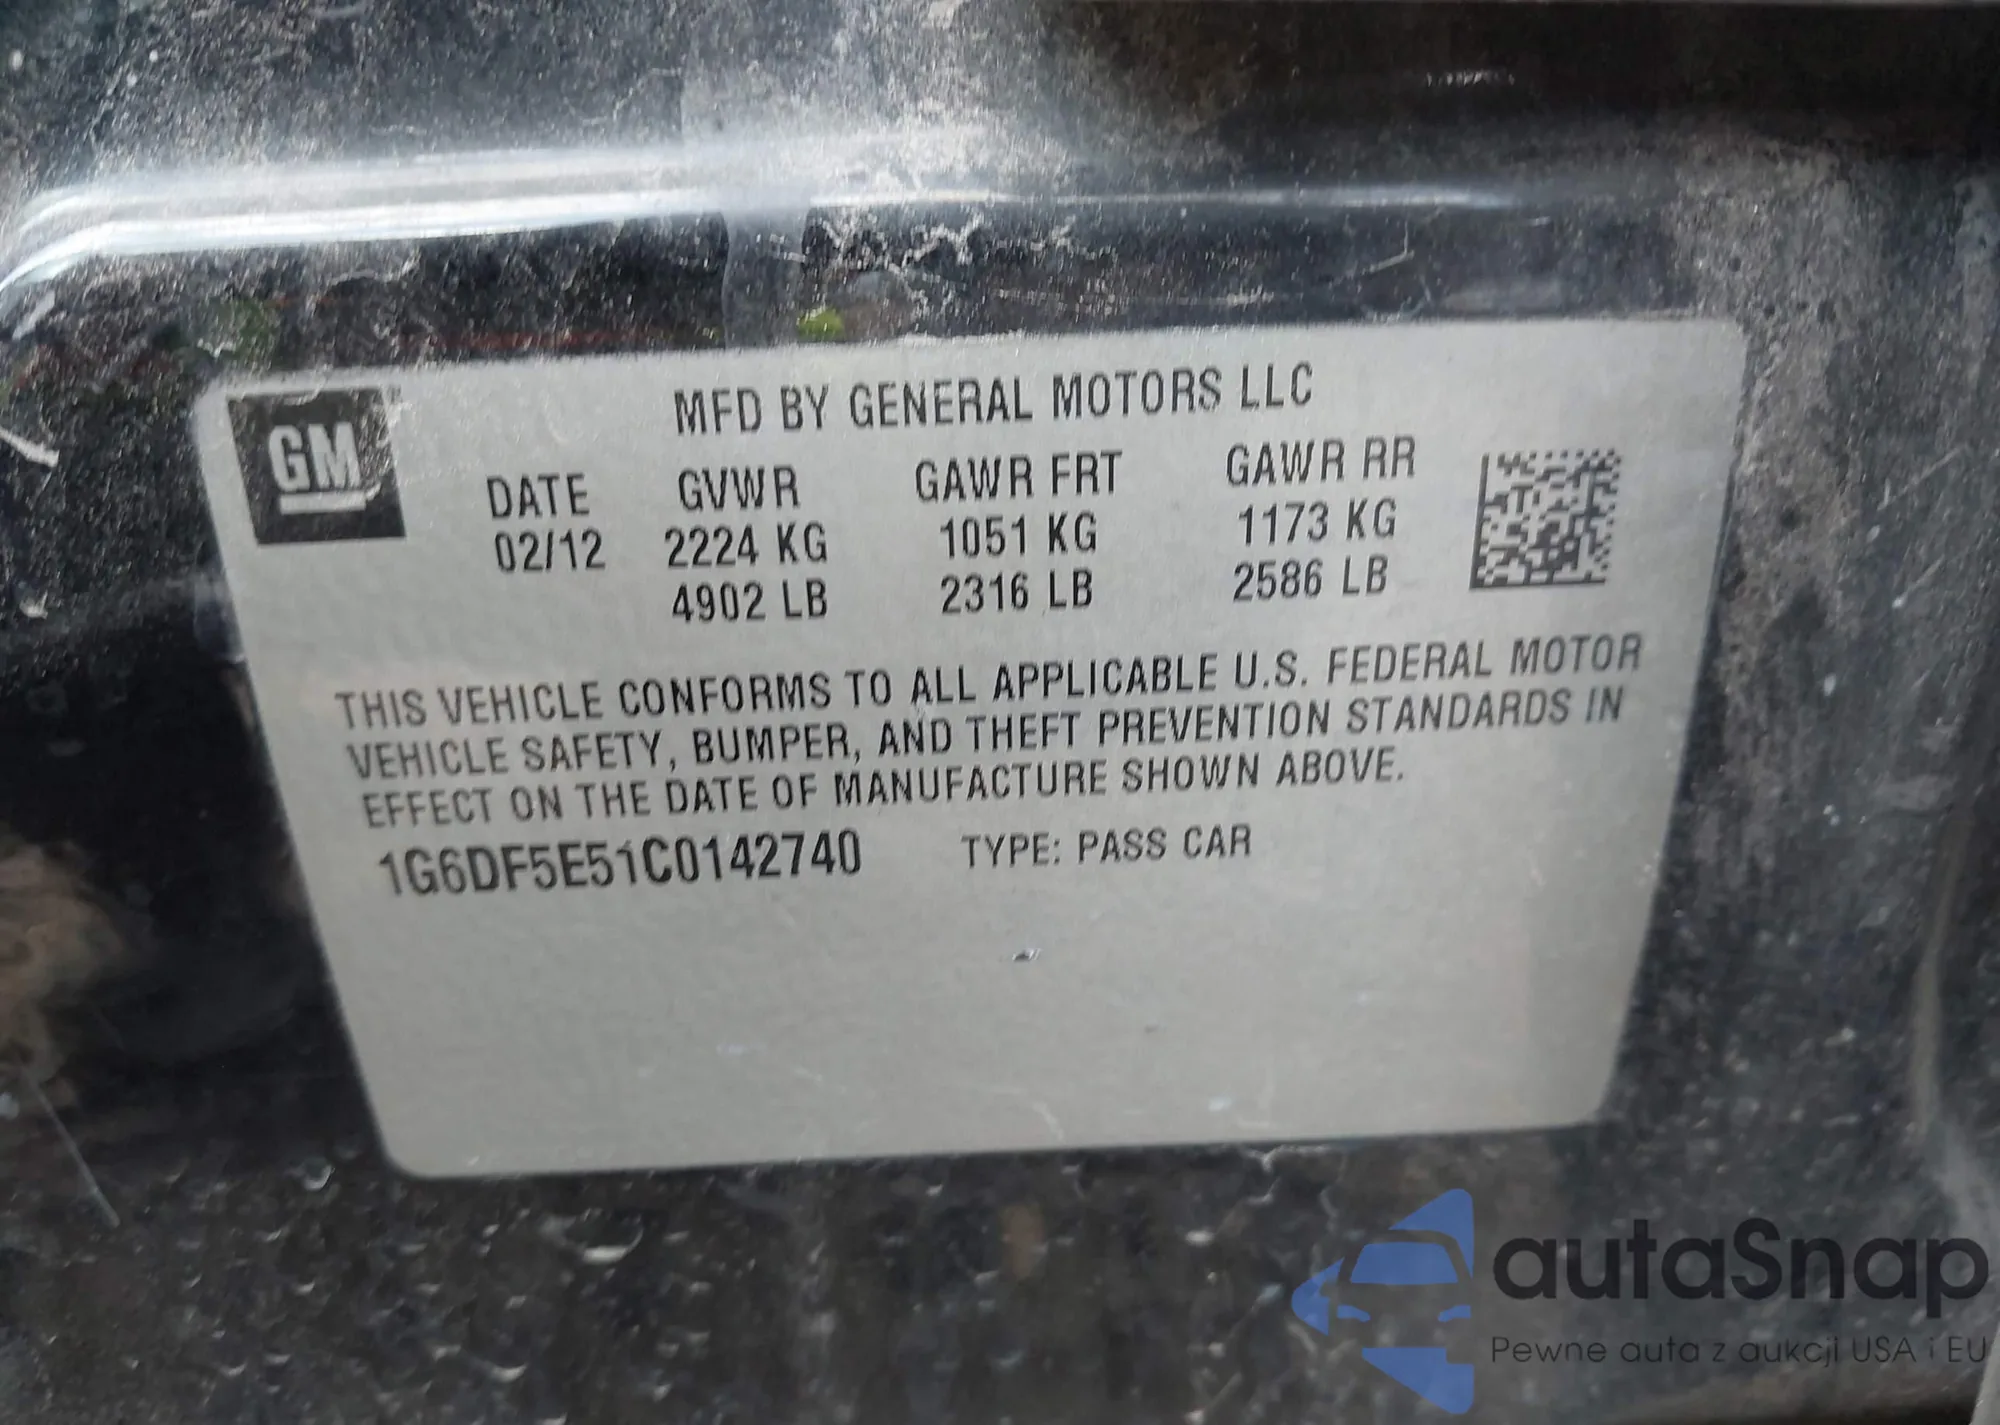 GM
MFD BY GENERAL MOTORS LLC
DATE GVWR GAWR FRT GAWR RR
02/12 2224 KG 1051 KG 1173 KG
4902 LB 2316 LB 2586 LB
THIS VEHICLE CONFORMS TO ALL APPLICABLE U.S. FEDERAL MOTOR
VEHICLE SAFETY, BUMPER, AND THEFT PREVENTION STANDARDS IN
EFFECT ON THE DATE OF MANUFACTURE SHOWN ABOVE.
1G6DF5E51C0142740 TYPE: PASS CAR
autaSnap
Pewne auta z aukcji USA i EU